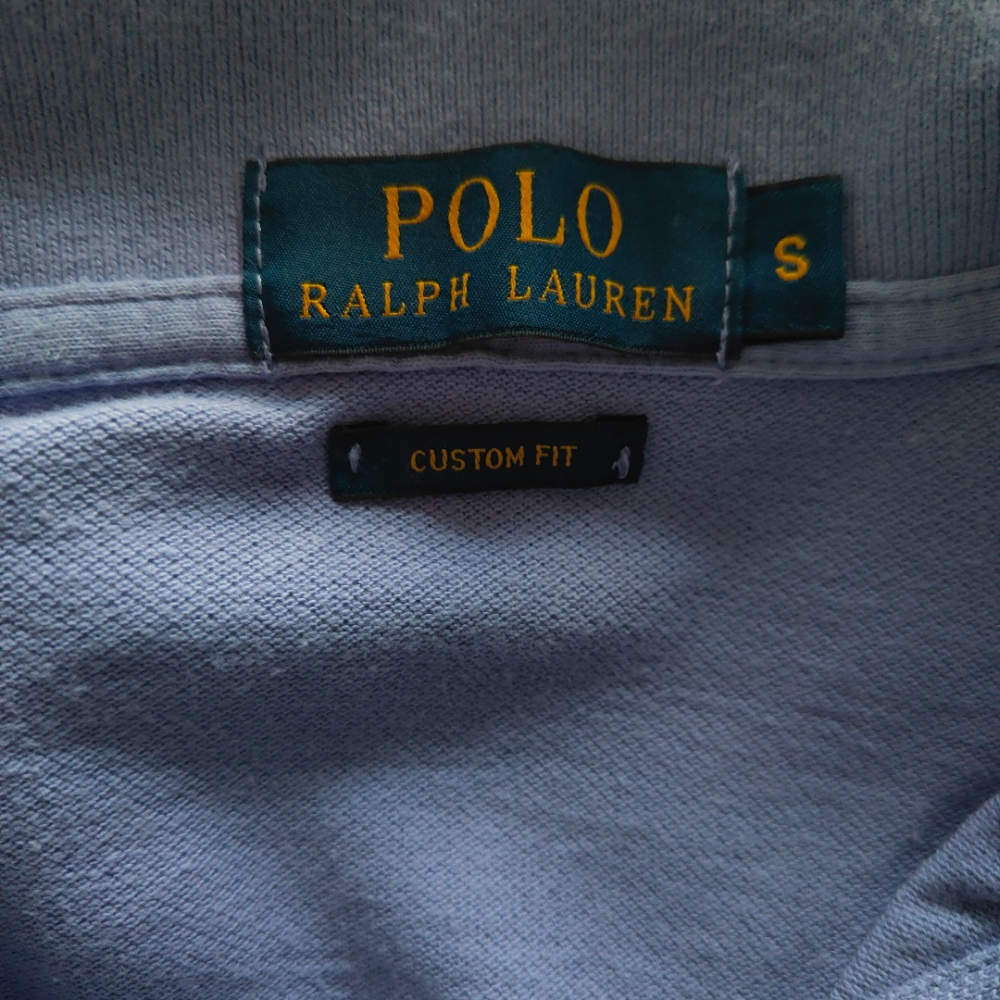 POLO
RALPH LAUREN
S
CUSTOM FIT